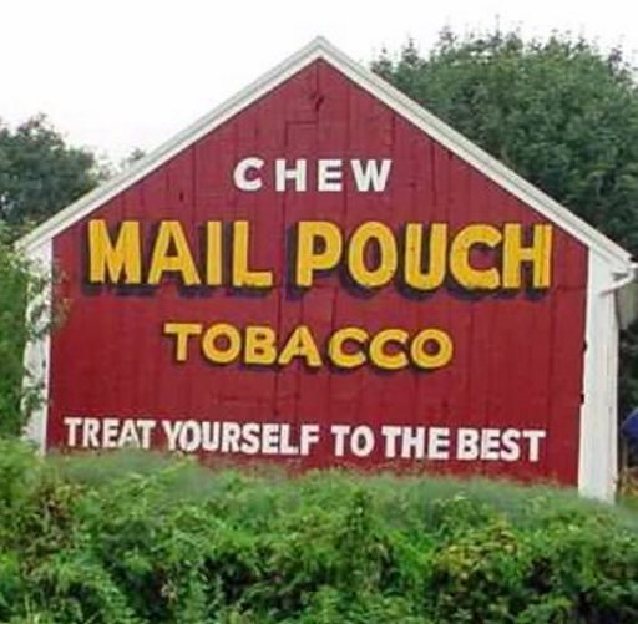 CHEW
MAIL POUCH
TOBACCO
TREAT YOURSELF TO THE BEST